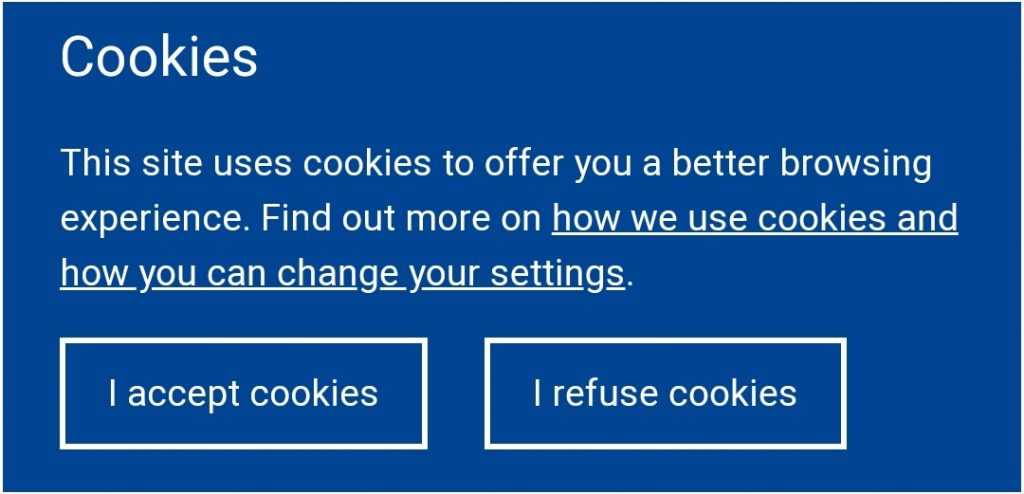 Cookies
This site uses cookies to offer you a better browsing
experience. Find out more on how we use cookies and
how you can change your settings.
I accept cookies
I refuse cookies